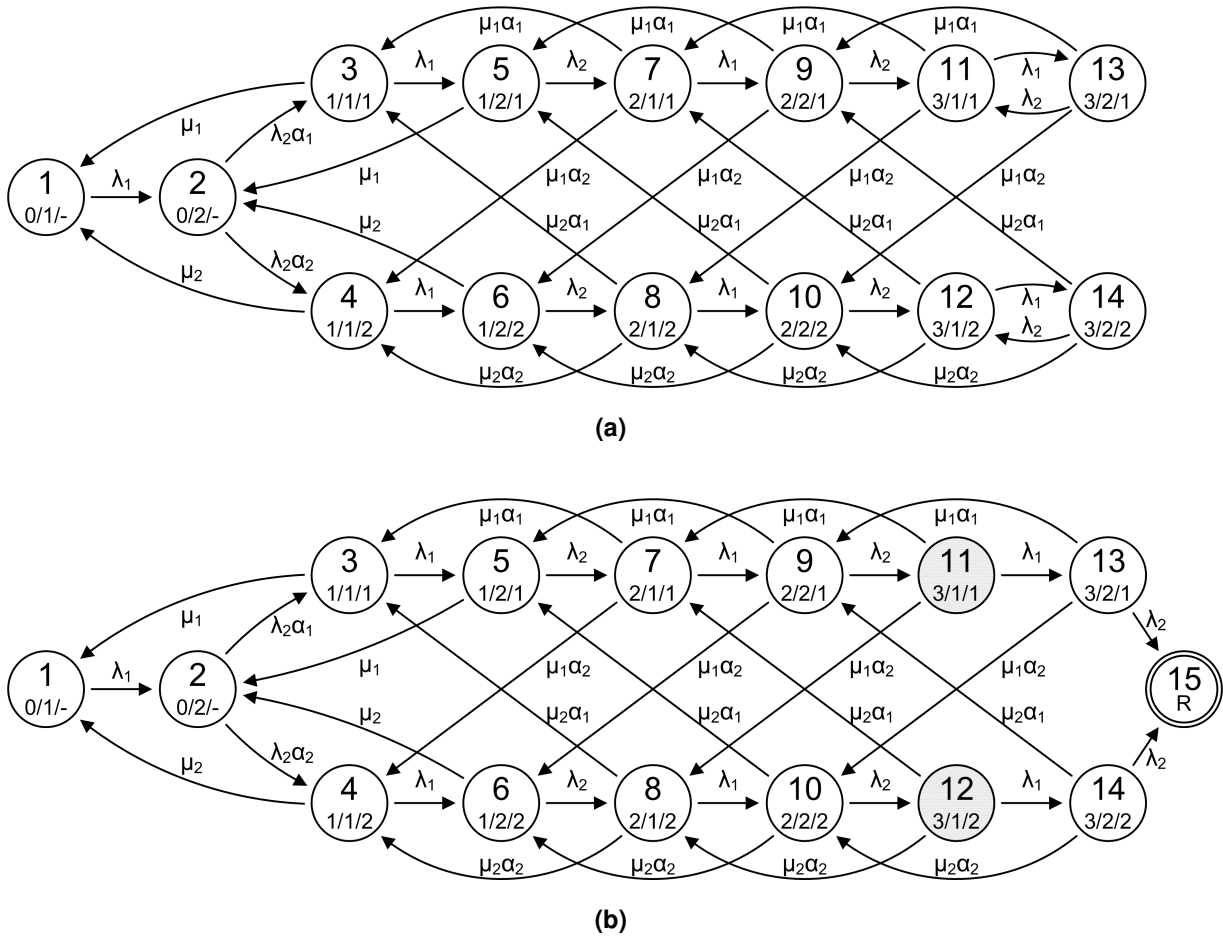 μ₁α₁ μ₁α₁ μ₁α₁ μ₁α₁
3 λ₁ 5 λ₂ 7 λ₁ 9 λ₂ 11 λ₁ 13
1/1/1 1/2/1 2/1/1 2/2/1 3/1/1 λ₂ 3/2/1
μ₁ λ₂α₁
1 λ₁ 2 μ₁ μ₁α₂ μ₁α₂ μ₁α₂ μ₁α₂
0/1/- 0/2/- μ₂ μ₂α₁ μ₂α₁ μ₂α₁ μ₂α₁
μ₂ λ₂α₂
4 λ₁ 6 λ₂ 8 λ₁ 10 λ₂ 12 λ₁ 14
1/1/2 1/2/2 2/1/2 2/2/2 3/1/2 λ₂ 3/2/2
μ₂α₂ μ₂α₂ μ₂α₂ μ₂α₂
(a)
μ₁α₁ μ₁α₁ μ₁α₁ μ₁α₁
3 λ₁ 5 λ₂ 7 λ₁ 9 λ₂ 11 λ₁ 13
1/1/1 1/2/1 2/1/1 2/2/1 3/1/1 3/2/1
μ₁ λ₂α₁ λ₂
1 λ₁ 2 μ₁ μ₁α₂ μ₁α₂ μ₁α₂ 15
0/1/- 0/2/- μ₂ μ₂α₁ μ₂α₁ μ₂α₁ μ₂α₁ R
μ₂ λ₂α₂ λ₂
4 λ₁ 6 λ₂ 8 λ₁ 10 λ₂ 12 λ₁ 14
1/1/2 1/2/2 2/1/2 2/2/2 3/1/2 3/2/2
μ₂α₂ μ₂α₂ μ₂α₂ μ₂α₂
(b)